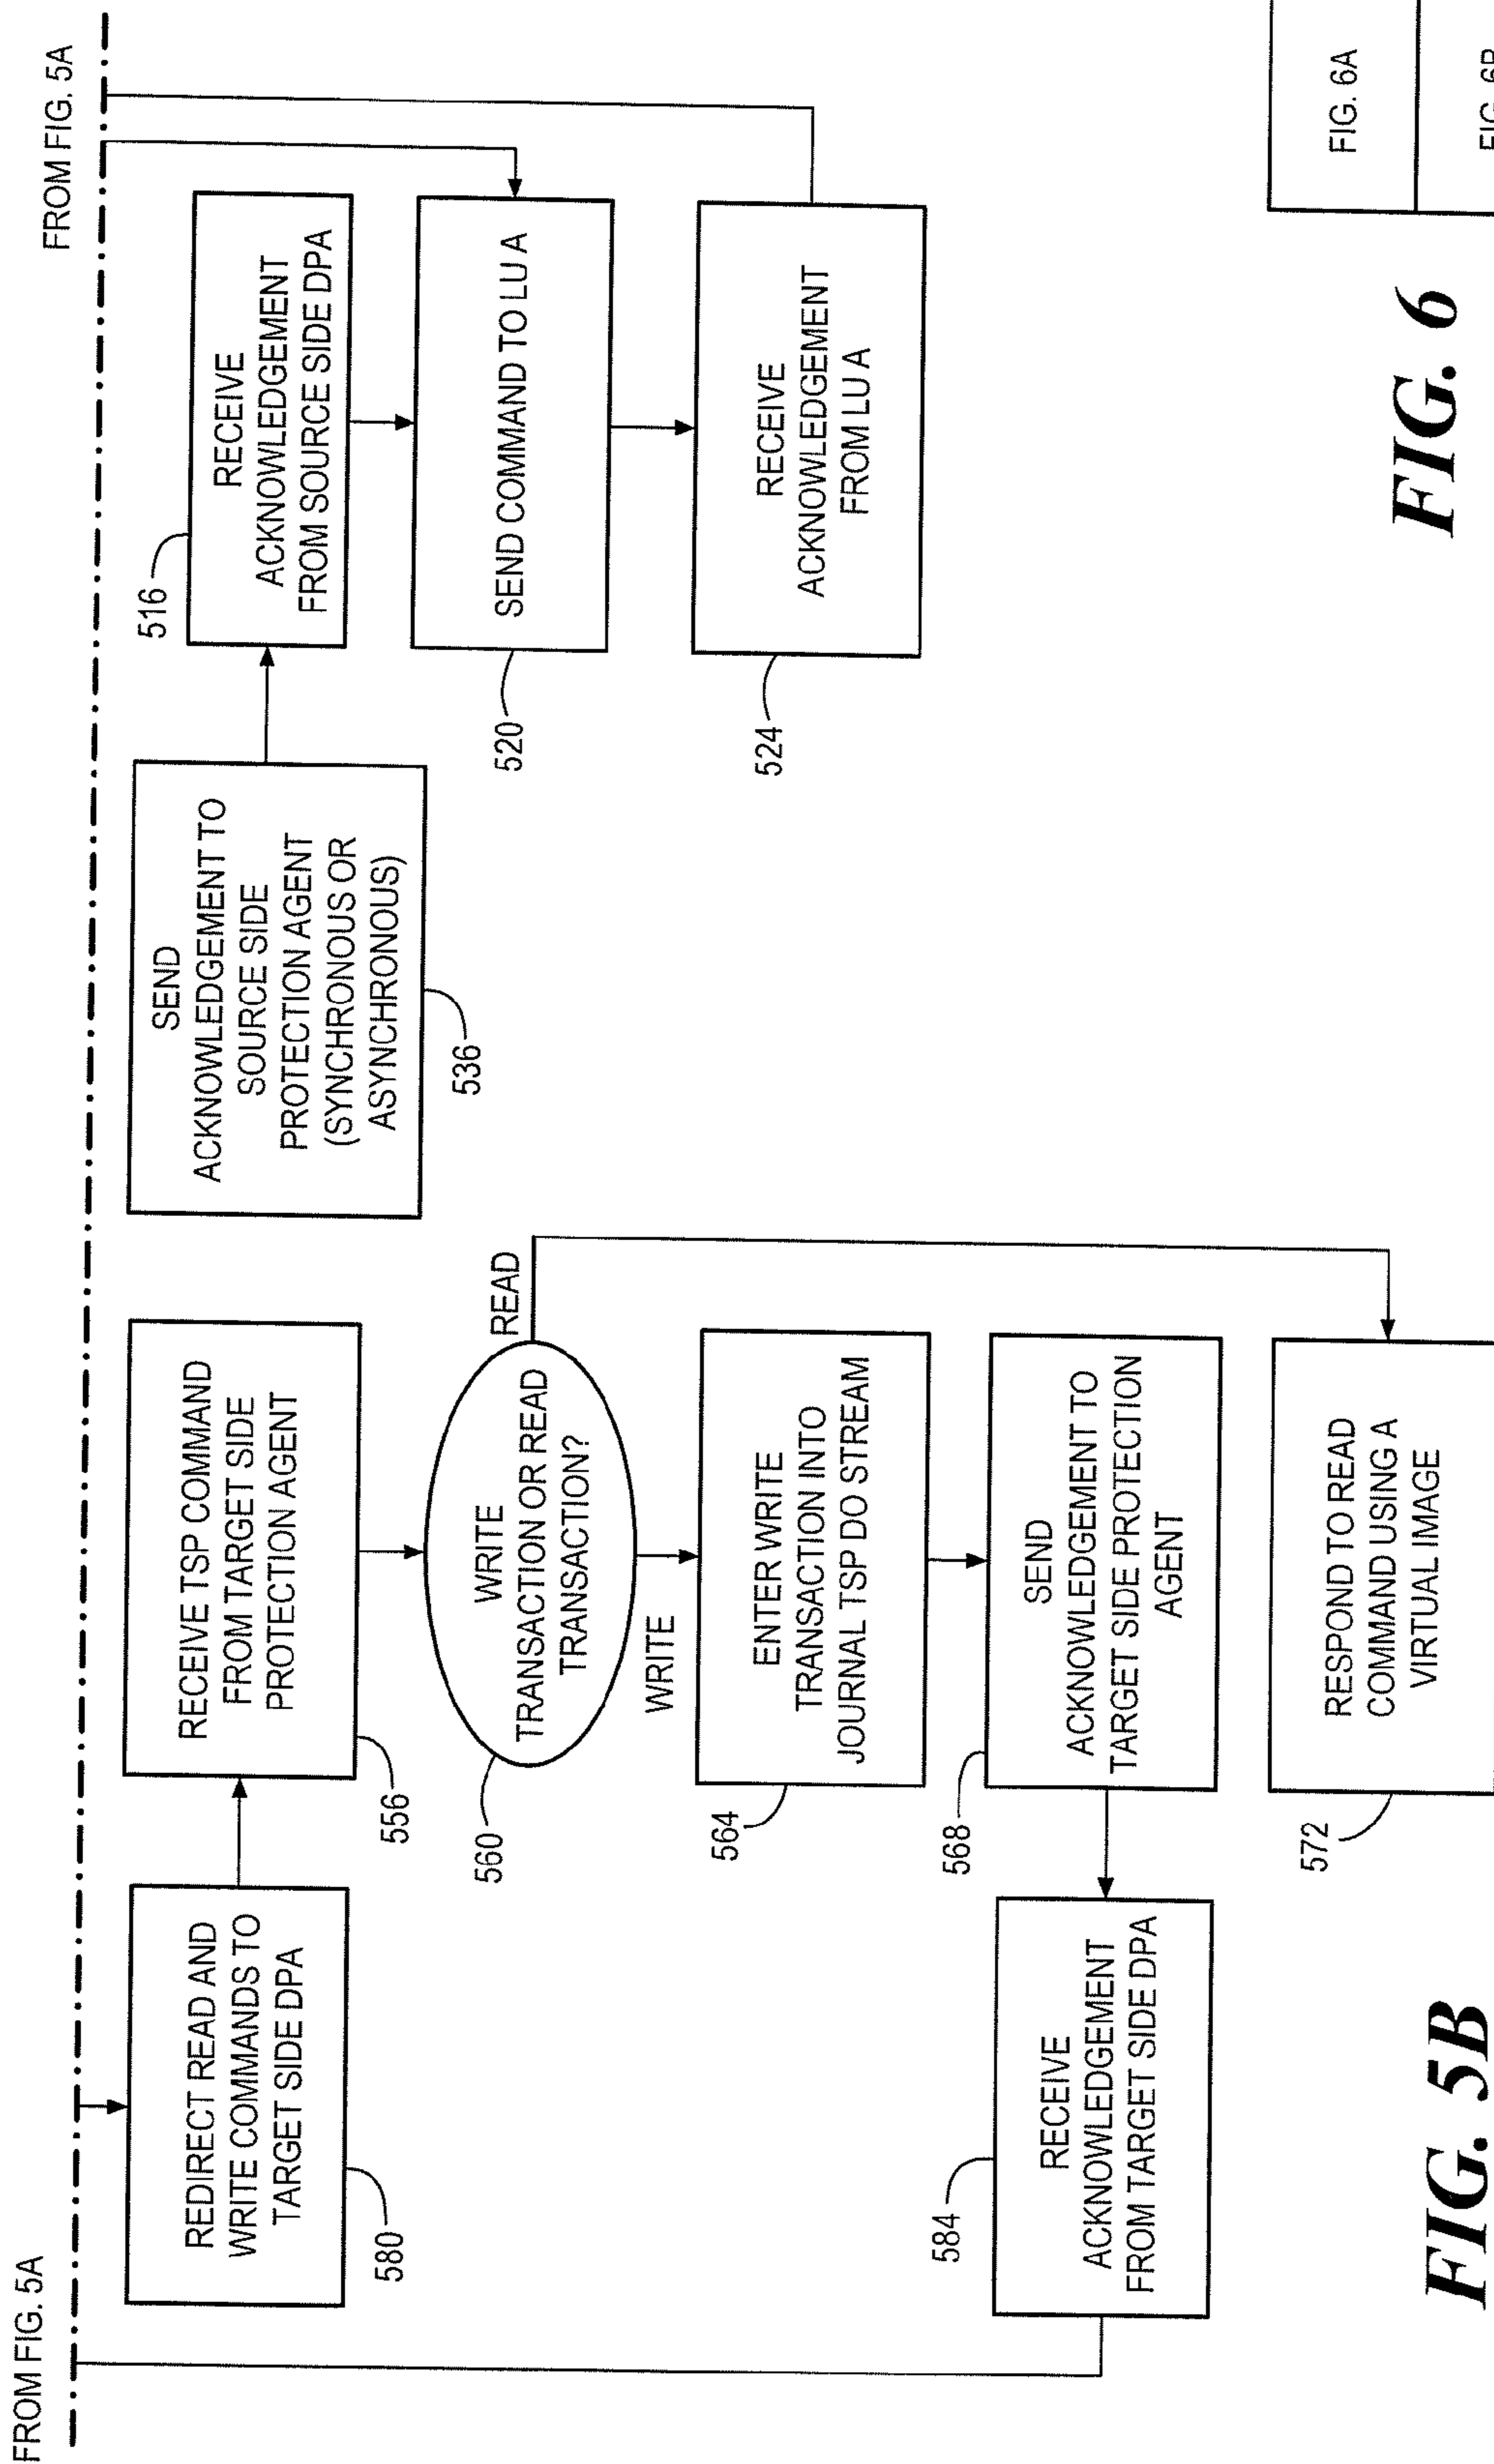 FROM FIG. 5A
FROM FIG. 5A
REDIRECT READ AND
WRITE COMMANDS TO
TARGET SIDE DPA
580
RECEIVE TSP COMMAND
FROM TARGET SIDE
PROTECTION AGENT
556
SEND
ACKNOWLEDGEMENT TO
SOURCE SIDE
PROTECTION AGENT
(SYNCHRONOUS OR
ASYNCHRONOUS)
536
516
RECEIVE
ACKNOWLEDGEMENT
FROM SOURCE SIDE DPA
560
WRITE
TRANSACTION OR READ
TRANSACTION?
READ
WRITE
520
SEND COMMAND TO LU A
564
ENTER WRITE
TRANSACTION INTO
JOURNAL TSP DO STREAM
524
RECEIVE
ACKNOWLEDGEMENT
FROM LU A
584
RECEIVE
ACKNOWLEDGEMENT
FROM TARGET SIDE DPA
568
SEND
ACKNOWLEDGEMENT TO
TARGET SIDE PROTECTION
AGENT
572
RESPOND TO READ
COMMAND USING A
VIRTUAL IMAGE
FIG. 5B
FIG. 6
FIG. 6A
FIG. 6B